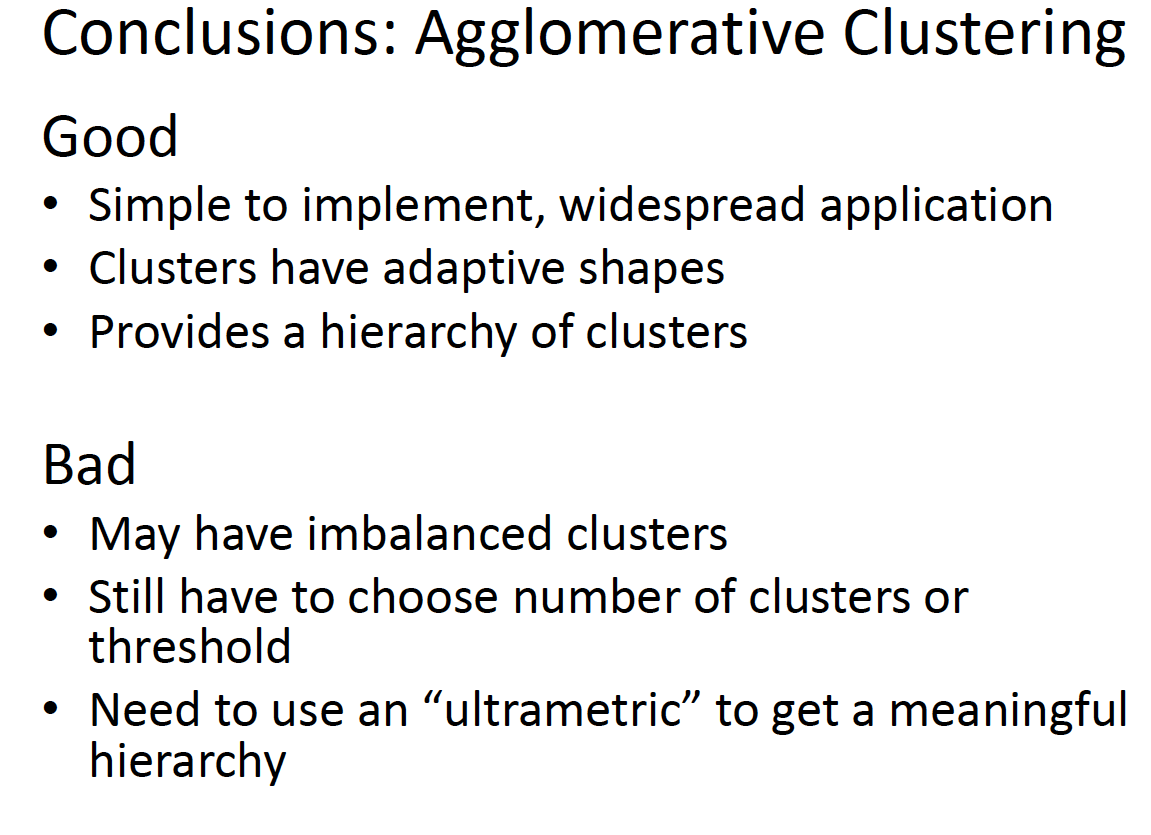 Conclusions: Agglomerative Clustering
Good
• Simple to implement, widespread application
• Clusters have adaptive shapes
• Provides a hierarchy of clusters
Bad
• May have imbalanced clusters
• Still have to choose number of clusters or
threshold
• Need to use an “ultrametric” to get a meaningful
hierarchy